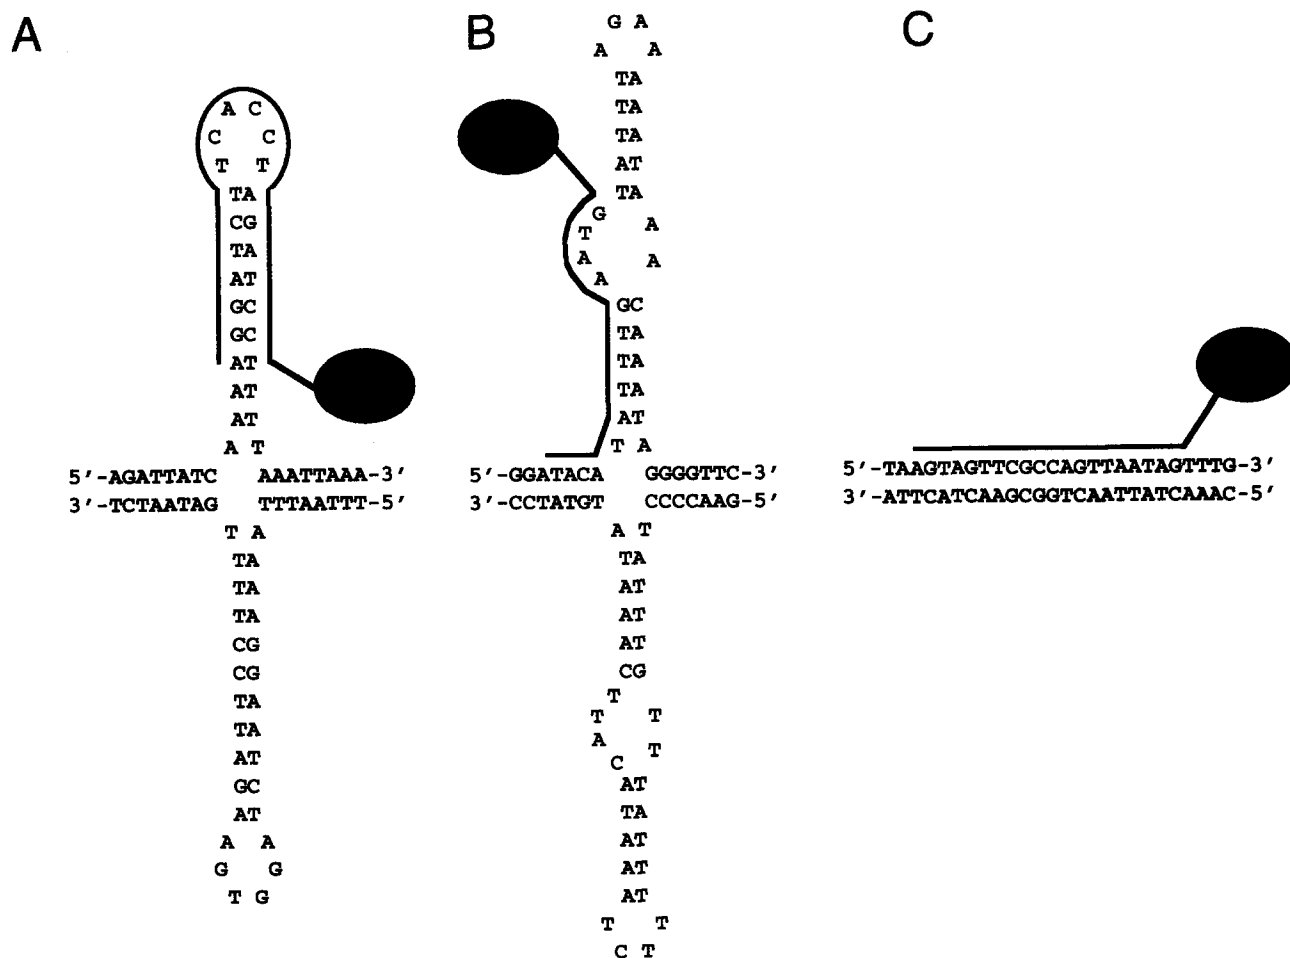 A
B
C
A C
C C
T T
TA
CG
TA
AT
GC
GC
AT
AT
AT
A T
5'-AGATTATC AAATTAAA-3'
3'-TCTAATAG TTTAATTT-5'
T A
TA
TA
TA
CG
CG
TA
TA
AT
GC
AT
A A
G G
T G
G A
A A
TA
TA
TA
AT
TA
G
A
T
A
A
A
GC
TA
TA
TA
AT
T A
5'-GGATACA GGGGTTC-3'
3'-CCTATGT CCCCAAG-5'
A T
TA
AT
AT
AT
CG
T
T T
A
T
C
AT
TA
AT
AT
AT
T T
C T
5'-TAAGTAGTTCGCCAGTTAATAGTTTG-3'
3'-ATTCATCAAGCGGTCAATTATCAAAC-5'